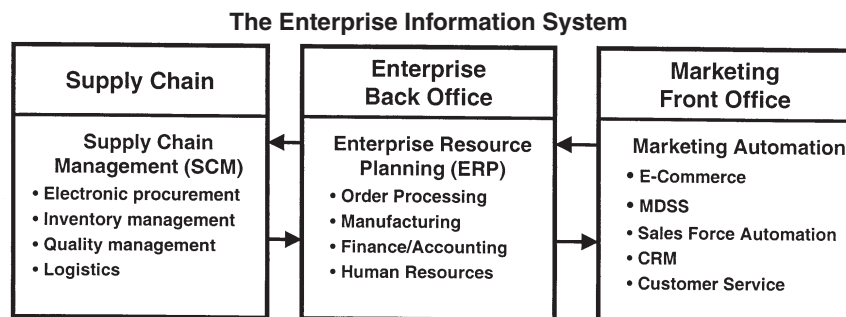 The Enterprise Information System
Supply Chain
Supply Chain
Management (SCM)
• Electronic procurement
• Inventory management
• Quality management
• Logistics
Enterprise
Back Office
Enterprise Resource
Planning (ERP)
• Order Processing
• Manufacturing
• Finance/Accounting
• Human Resources
Marketing
Front Office
Marketing Automation
• E-Commerce
• MDSS
• Sales Force Automation
• CRM
• Customer Service